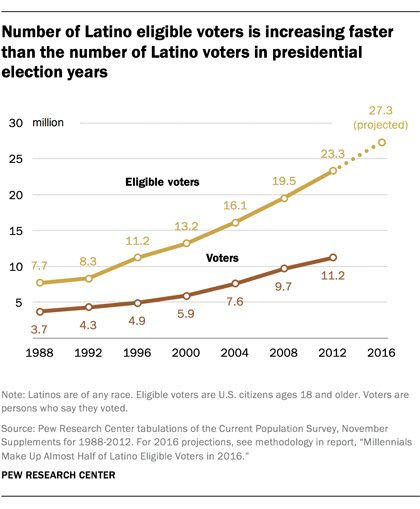 Number of Latino eligible voters is increasing faster
than the number of Latino voters in presidential
election years
27.3
(projected)
30 million
25
20
15
10
5
Eligible voters
7.7
8.3
11.2
13.2
16.1
19.5
23.3
Voters
3.7
4.3
4.9
5.9
7.6
9.7
11.2
1988 1992 1996 2000 2004 2008 2012 2016
Note: Latinos are of any race. Eligible voters are U.S. citizens ages 18 and older. Voters are
persons who say they voted.
Source: Pew Research Center tabulations of the Current Population Survey, November
Supplements for 1988-2012. For 2016 projections, see methodology in report, “Millennials
Make Up Almost Half of Latino Eligible Voters in 2016.”
PEW RESEARCH CENTER